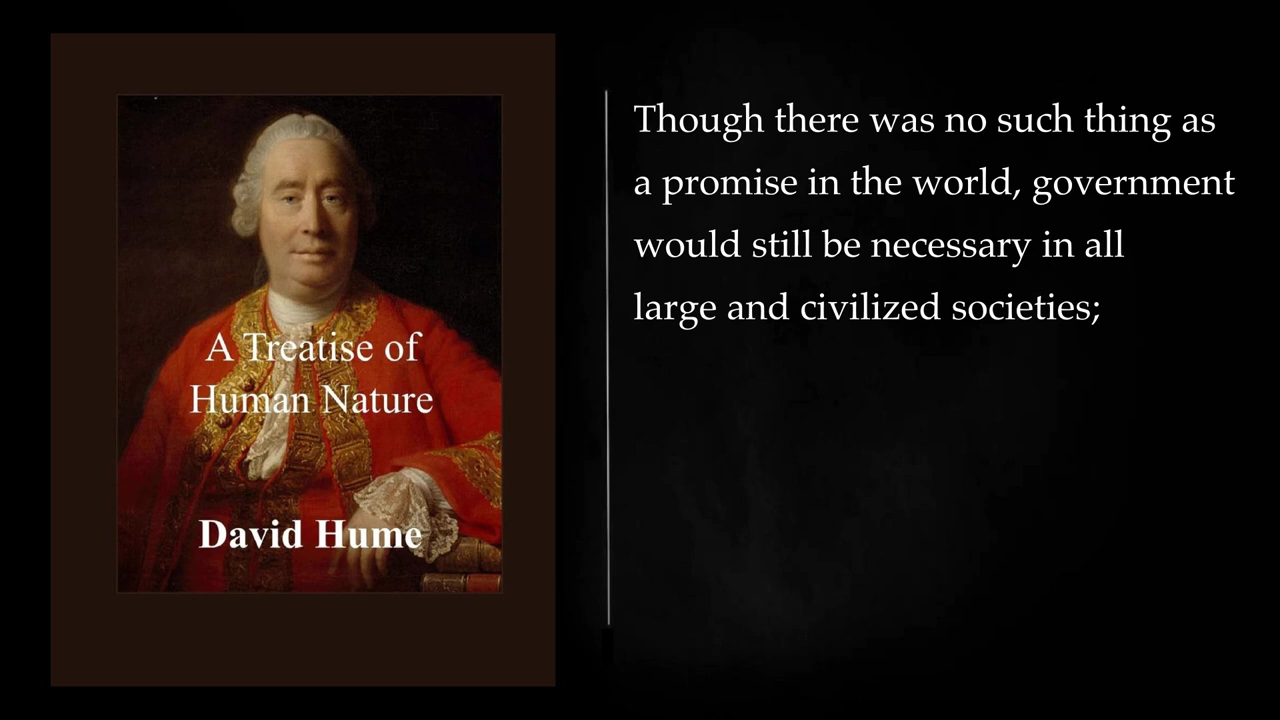 A Treatise of
Human Nature
David Hume
Though there was no such thing as
a promise in the world, government
would still be necessary in all
large and civilized societies;